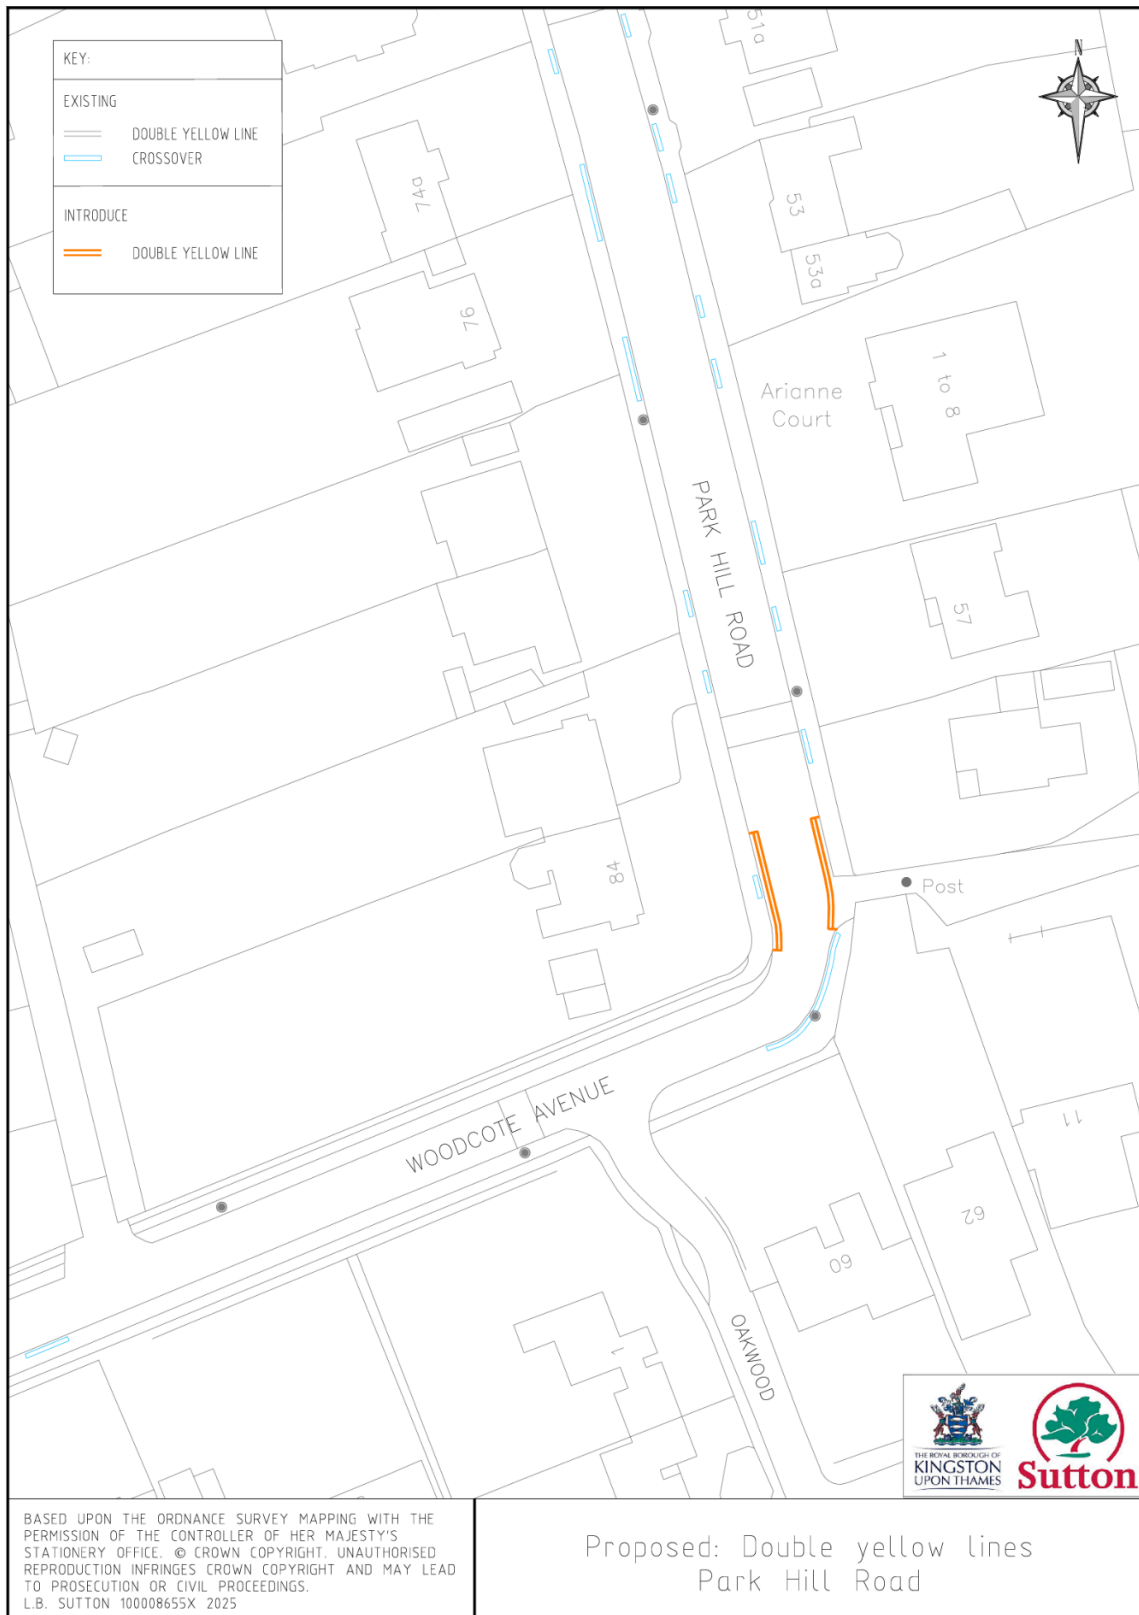 KEY:
EXISTING
DOUBLE YELLOW LINE
CROSSOVER
INTRODUCE
DOUBLE YELLOW LINE
N
51a
74a
53
53a
76
1 to 8
Arianne
Court
PARK HILL ROAD
57
84
Post
WOODCOTE AVENUE
11
62
60
OAKWOOD
1
THE ROYAL BOROUGH OF
KINGSTON
UPON THAMES
Sutton
BASED UPON THE ORDNANCE SURVEY MAPPING WITH THE
PERMISSION OF THE CONTROLLER OF HER MAJESTY'S
STATIONERY OFFICE. © CROWN COPYRIGHT. UNAUTHORISED
REPRODUCTION INFRINGES CROWN COPYRIGHT AND MAY LEAD
TO PROSECUTION OR CIVIL PROCEEDINGS.
L.B. SUTTON 100008655X 2025
Proposed: Double yellow lines
Park Hill Road